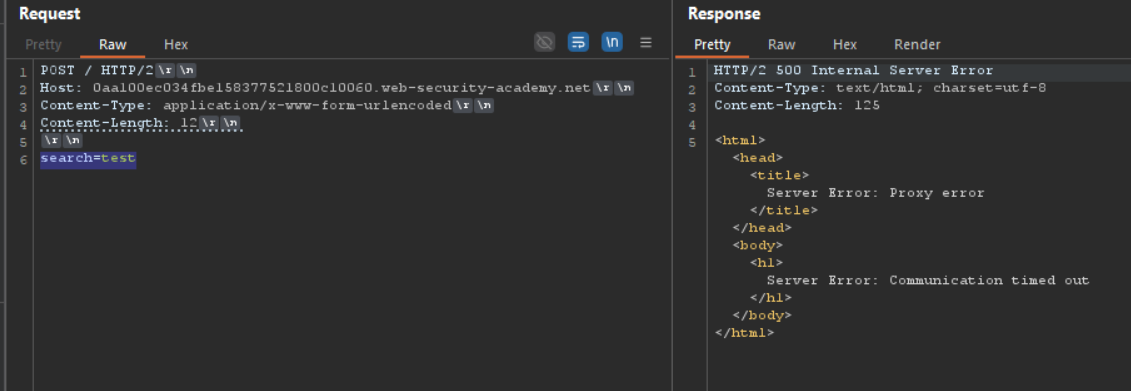 Request
Pretty Raw Hex
\n
1 POST / HTTP/2\r\n
2 Host: 0aa100ec034fbe158377521800c10060.web-security-academy.net\r\n
3 Content-Type: application/x-www-form-urlencoded\r\n
4 Content-Length: 12\r\n
5 \r\n
6 search=test
Response
Pretty Raw Hex Render
1 HTTP/2 500 Internal Server Error
2 Content-Type: text/html; charset=utf-8
3 Content-Length: 125
4
5 <html>
<head>
<title>
Server Error: Proxy error
</title>
</head>
<body>
<h1>
Server Error: Communication timed out
</h1>
</body>
</html>